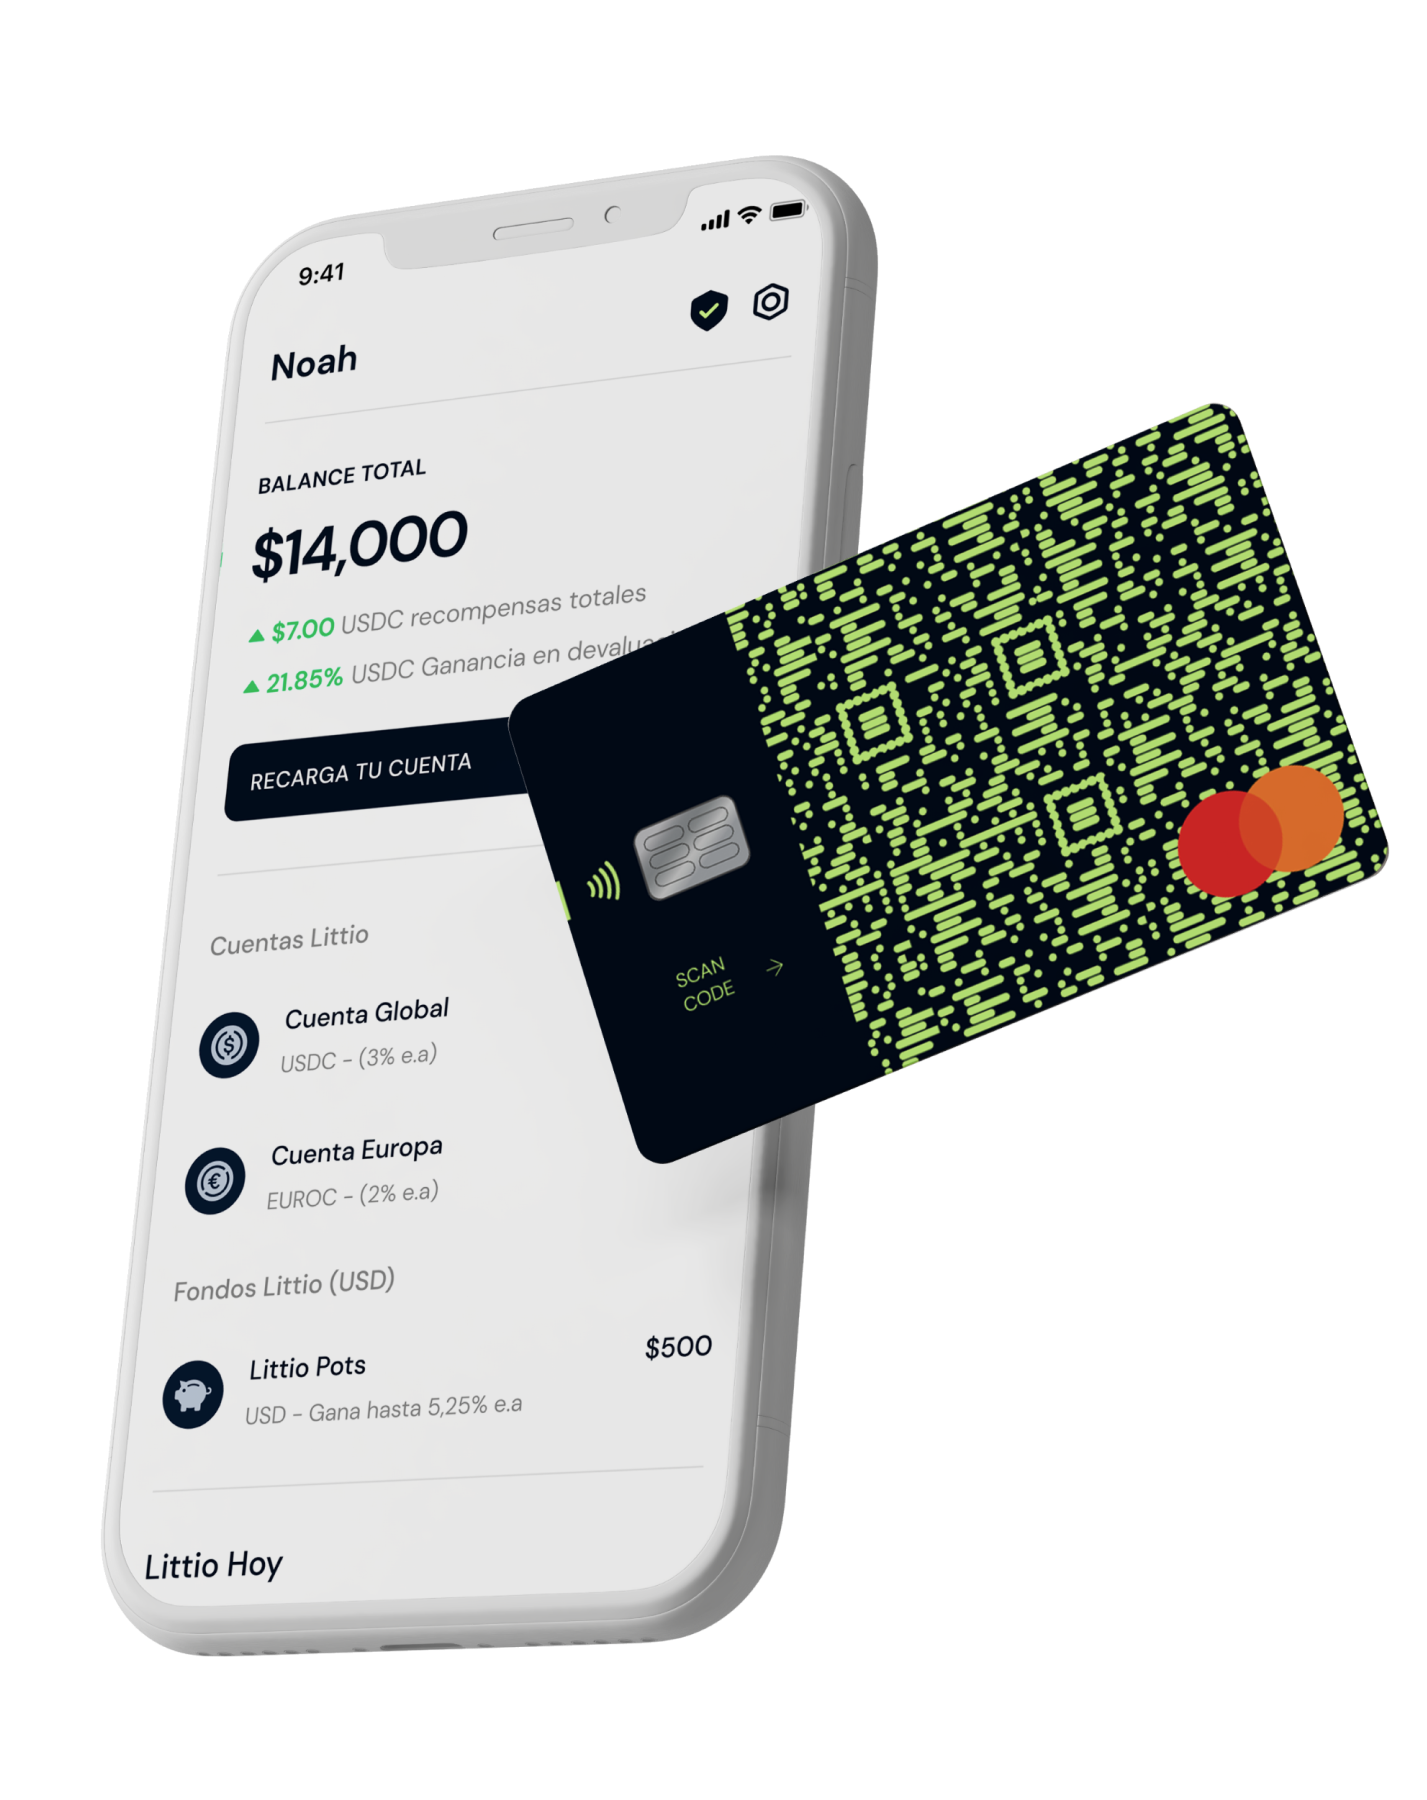 9:41
Noah
BALANCE TOTAL
$14,000
$7.00 USDC recompensas totales
21.85% USDC Ganancia en
RECARGA TU CUENTA
Cuentas Littio
Cuenta Global
USDC - (3% e.a)
Cuenta Europa
EUROC - (2% e.a)
Fondos Littio (USD)
Littio Pots
$500
USD - Gana hasta 5,25% e.a
Littio Hoy
SCAN
CODE